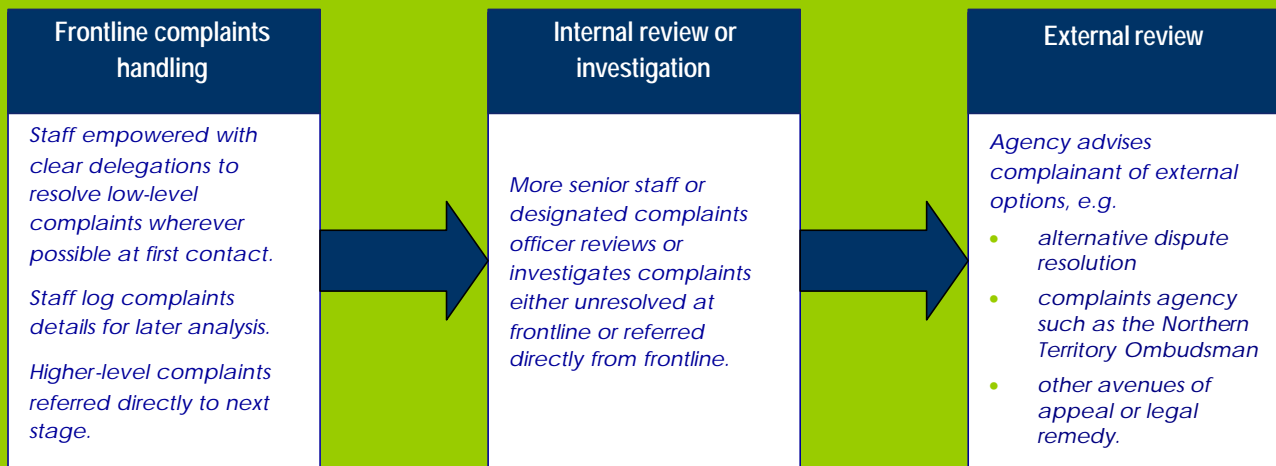 Frontline complaints
handling
Staff empowered with
clear delegations to
resolve low-level
complaints wherever
possible at first contact.
Staff log complaints
details for later analysis.
Higher-level complaints
referred directly to next
stage.
Internal review or
investigation
More senior staff or
designated complaints
officer reviews or
investigates complaints
either unresolved at
frontline or referred
directly from frontline.
External review
Agency advises
complainant of external
options, e.g.
• alternative dispute
resolution
• complaints agency
such as the Northern
Territory Ombudsman
• other avenues of
appeal or legal
remedy.